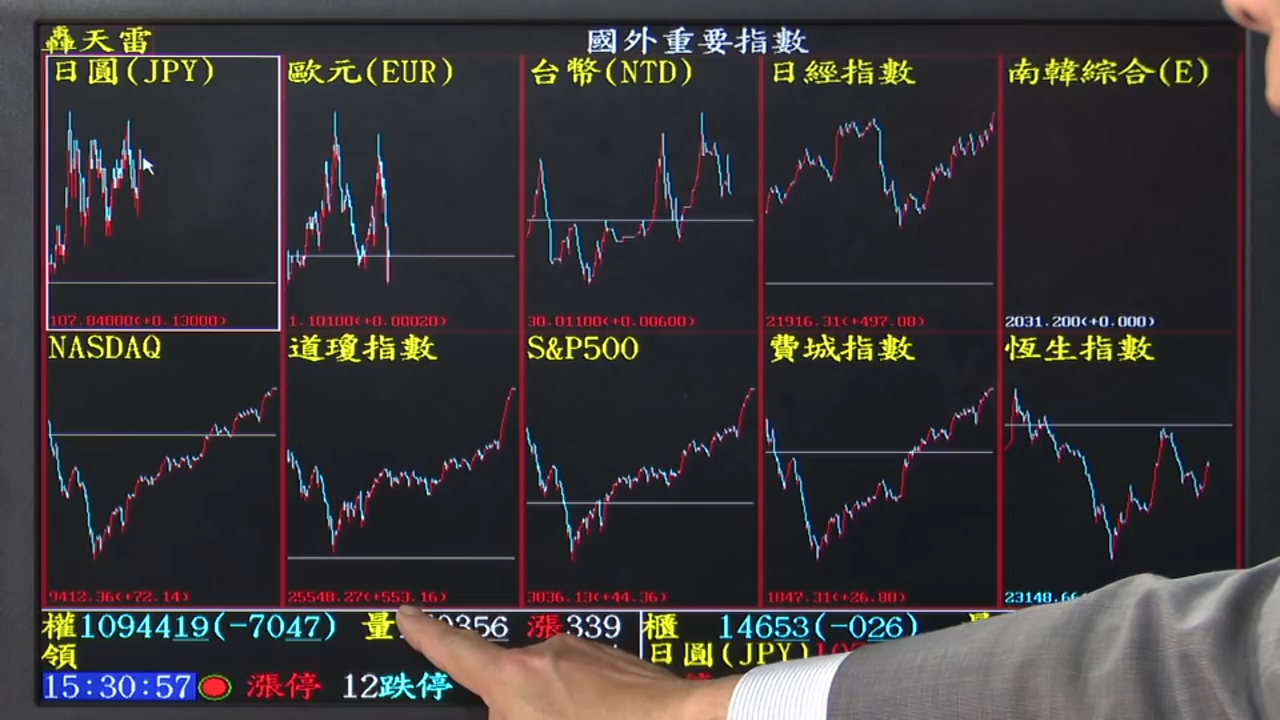 轟天雷
國外重要指數
日圓(JPY)
歐元(EUR)
台幣(NTD)
日經指數
南韓綜合(E)
107.84000(+0.13000)
1.10100(+0.00020)
30.01100(+0.00600)
21916.31(+497.08)
2031.200(+0.000)
NASDAQ
道瓊指數
S&P500
費城指數
恆生指數
9412.36(+72.14)
25548.27(+553.16)
3036.13(+44.36)
1847.31(+26.80)
23148.66
權1094419(-7047) 量 0356 漲339
櫃 14653(-026)
領
日圓(JPY)
15:30:57 漲停 12跌停